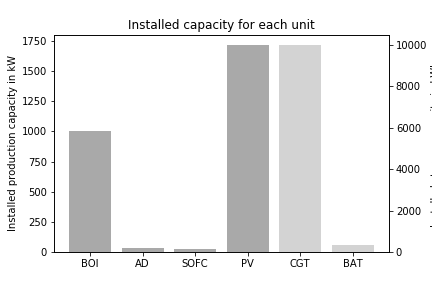 Installed capacity for each unit
Installed production capacity in kW
1750
1500
1250
1000
750
500
250
0
10000
8000
6000
4000
2000
0
BOI
AD
SOFC
PV
CGT
BAT